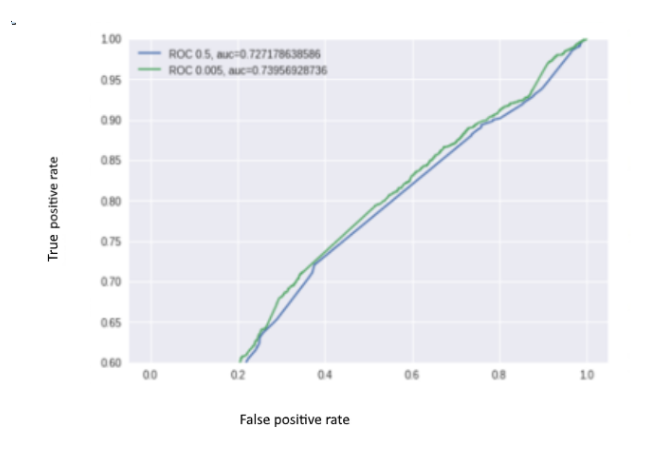 1.00
ROC 0.5, auc=0.727178638586
ROC 0.005, auc=0.73956928736
0.95
0.90
0.85
0.80
0.75
0.70
0.65
0.60
True positive rate
0.0 0.2 0.4 0.6 0.8 1.0
False positive rate